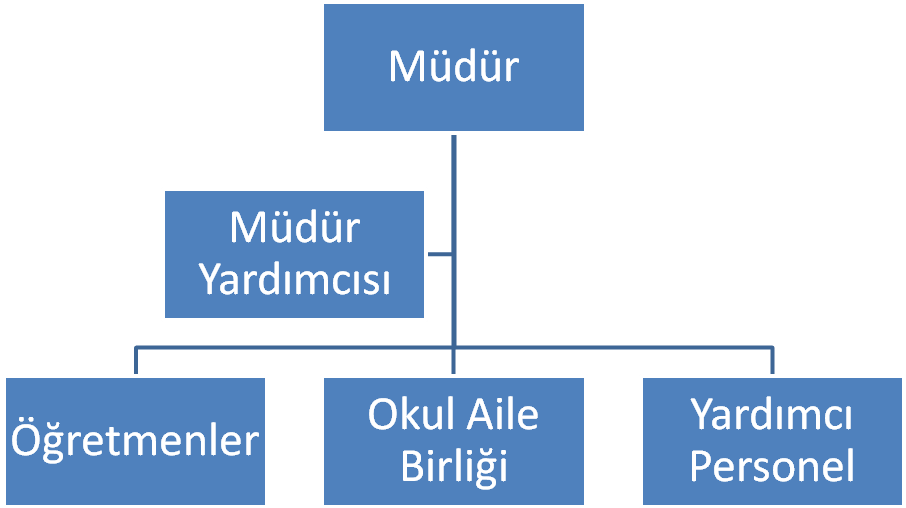 Müdür
Müdür
Yardımcısı
Öğretmenler
Okul Aile
Birliği
Yardımcı
Personel